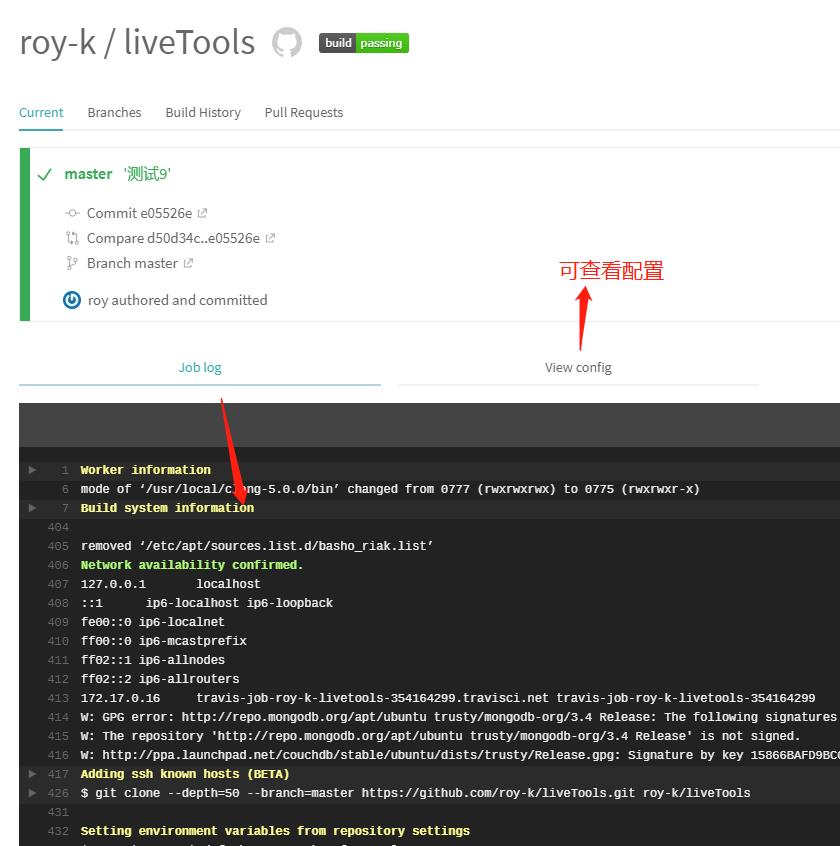 roy-k / liveTools build passing
Current Branches Build History Pull Requests
master '测试9'
Commit e05526e
Compare d50d34c..e05526e
Branch master
可查看配置
roy authored and committed
Job log View config
1 Worker information
6 mode of ‘/usr/local/clang-5.0.0/bin’ changed from 0777 (rwxrwxrwx) to 0775 (rwxrwxr-x)
7 Build system information
404
405 removed ‘/etc/apt/sources.list.d/basho_riak.list’
406 Network availability confirmed.
407 127.0.0.1 localhost
408 ::1 ip6-localhost ip6-loopback
409 fe00::0 ip6-localnet
410 ff00::0 ip6-mcastprefix
411 ff02::1 ip6-allnodes
412 ff02::2 ip6-allrouters
413 172.17.0.16 travis-job-roy-k-livetools-354164299.travisci.net travis-job-roy-k-livetools-354164299
414 W: GPG error: http://repo.mongodb.org/apt/ubuntu trusty/mongodb-org/3.4 Release: The following signatures
415 W: The repository 'http://repo.mongodb.org/apt/ubuntu trusty/mongodb-org/3.4 Release' is not signed.
416 W: http://ppa.launchpad.net/couchdb/stable/ubuntu/dists/trusty/Release.gpg: Signature by key
417 Adding ssh known hosts (BETA)
426 $ git clone --depth=50 --branch=master https://github.com/roy-k/liveTools.git roy-k/liveTools
431
432 Setting environment variables from repository settings